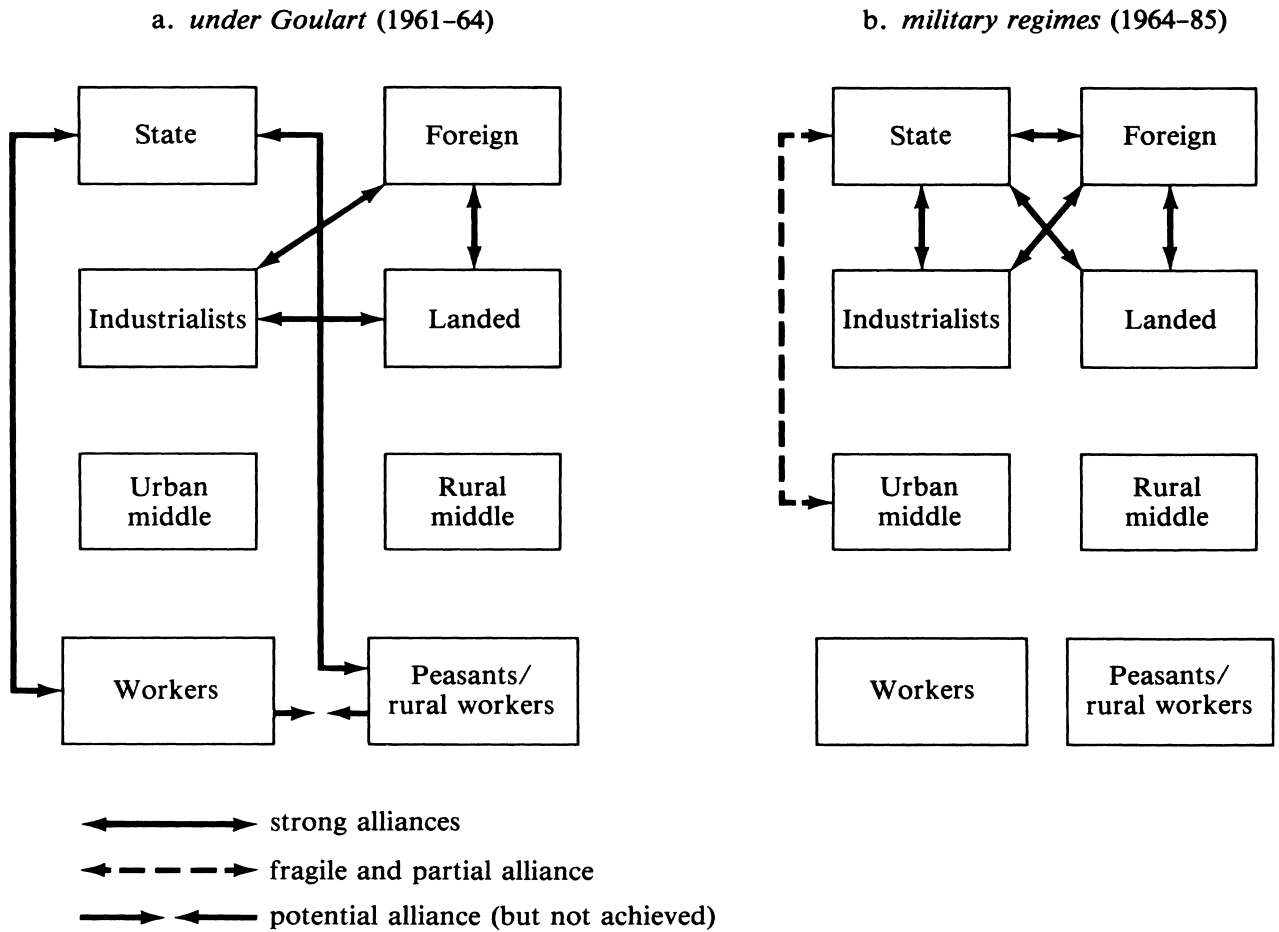 a. under Goulart (1961–64)
b. military regimes (1964–85)
State
Foreign
Industrialists
Landed
Urban
middle
Rural
middle
Workers
Peasants/
rural workers
State
Foreign
Industrialists
Landed
Urban
middle
Rural
middle
Workers
Peasants/
rural workers
strong alliances
fragile and partial alliance
potential alliance (but not achieved)